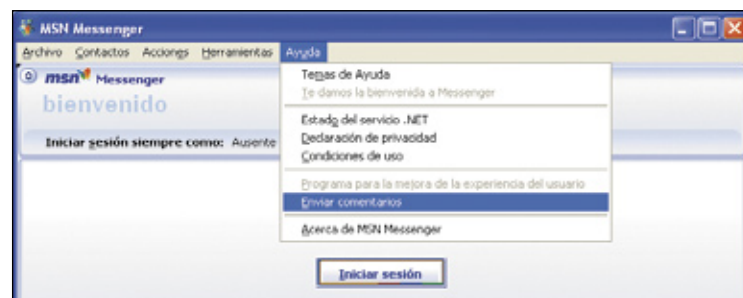 MSN Messenger
Archivo Contactos Acciones Herramientas Ayuda
msn Messenger
bienvenido
Iniciar sesión siempre como: Ausente
Temas de Ayuda
Te damos la bienvenida a Messenger
Estado del servicio .NET
Declaración de privacidad
Condiciones de uso
Programa para la mejora de la experiencia del usuario
Enviar comentarios
Acerca de MSN Messenger
Iniciar sesión